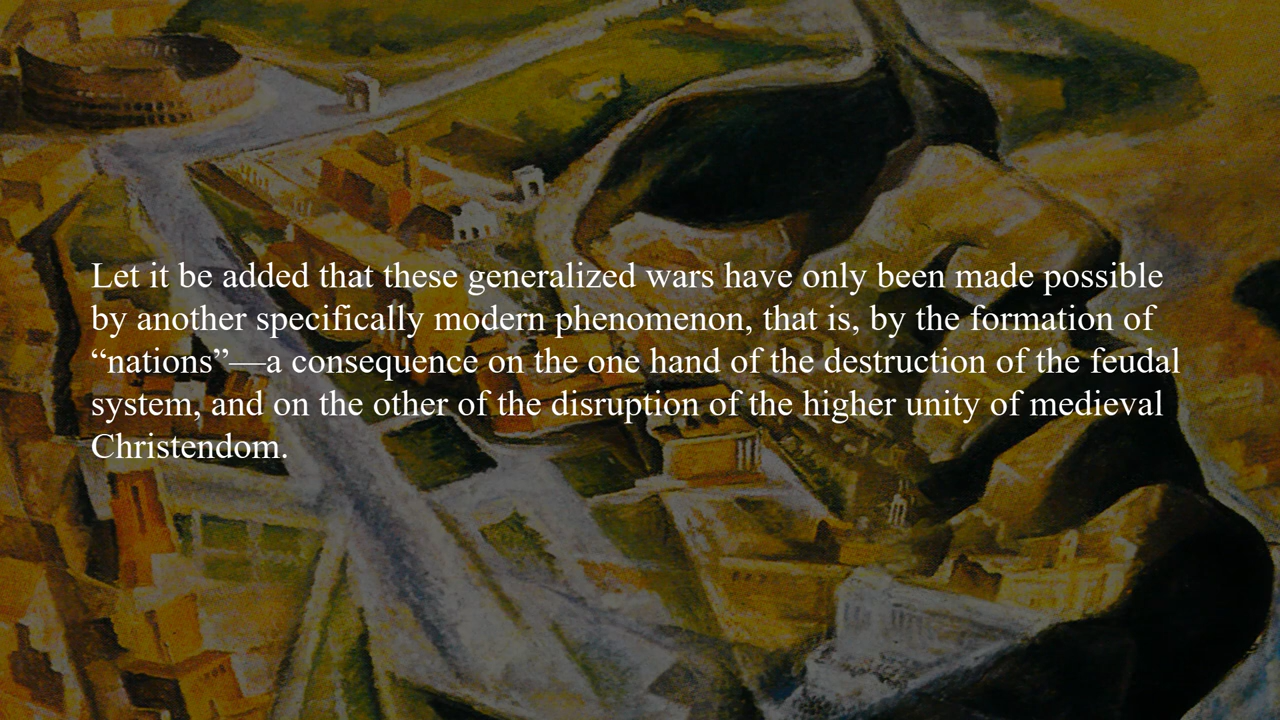 Let it be added that these generalized wars have only been made possible
by another specifically modern phenomenon, that is, by the formation of
“nations”—a consequence on the one hand of the destruction of the feudal
system, and on the other of the disruption of the higher unity of medieval
Christendom.